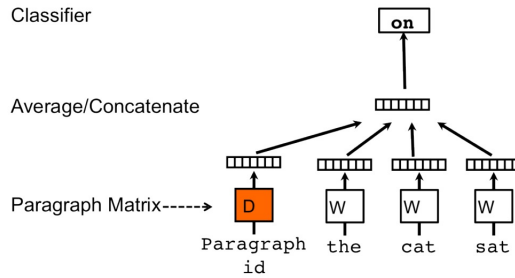 Classifier
on
Average/Concatenate
Paragraph Matrix
D
W
W
W
Paragraph
id
the
cat
sat